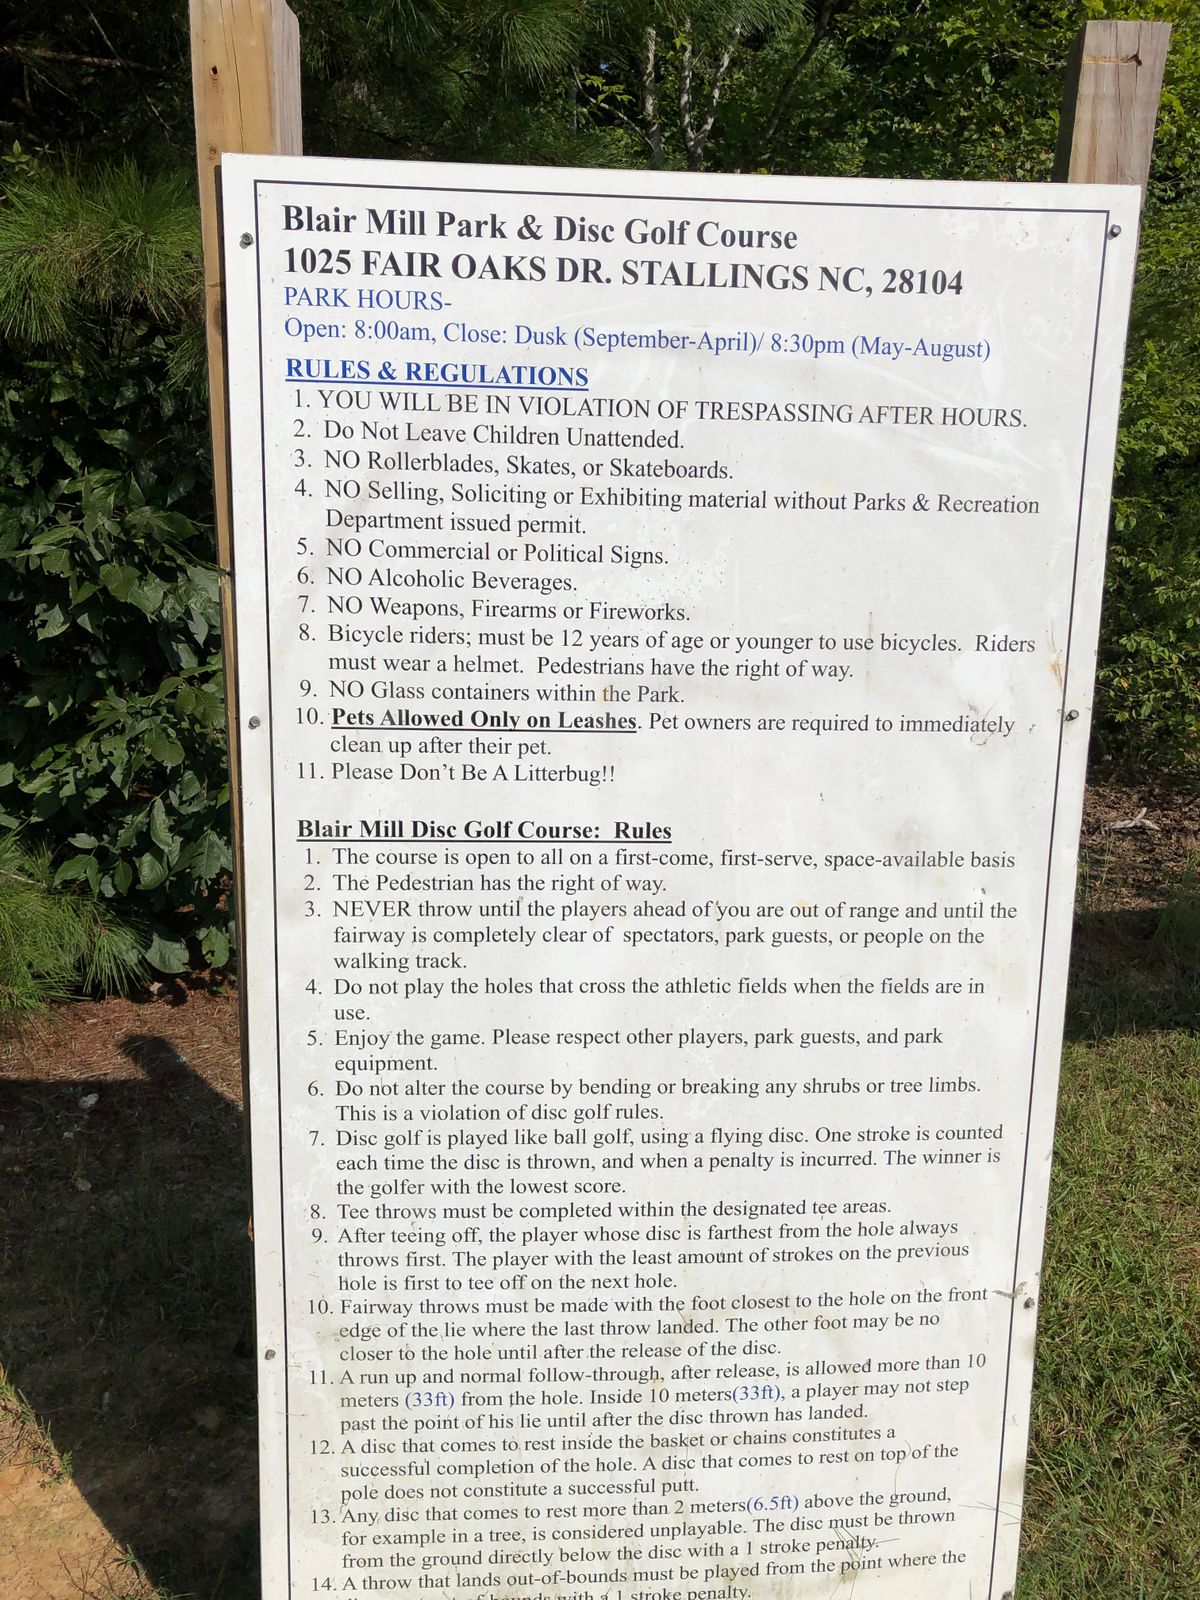 Blair Mill Park & Disc Golf Course
1025 FAIR OAKS DR. STALLINGS NC, 28104
PARK HOURS-
Open: 8:00am, Close: Dusk (September-April)/ 8:30pm (May-August)
RULES & REGULATIONS
1. YOU WILL BE IN VIOLATION OF TRESPASSING AFTER HOURS.
2. Do Not Leave Children Unattended.
3. NO Rollerblades, Skates, or Skateboards.
4. NO Selling, Soliciting or Exhibiting material without Parks & Recreation
Department issued permit.
5. NO Commercial or Political Signs.
6. NO Alcoholic Beverages.
7. NO Weapons, Firearms or Fireworks.
8. Bicycle riders; must be 12 years of age or younger to use bicycles. Riders
must wear a helmet. Pedestrians have the right of way.
9. NO Glass containers within the Park.
10. Pets Allowed Only on Leashes. Pet owners are required to immediately
clean up after their pet.
11. Please Don't Be A Litterbug!!
Blair Mill Disc Golf Course: Rules
1. The course is open to all on a first-come, first-serve, space-available basis
2. The Pedestrian has the right of way.
3. NEVER throw until the players ahead of you are out of range and until the
fairway is completely clear of spectators, park guests, or people on the
walking track.
4. Do not play the holes that cross the athletic fields when the fields are in
use.
5. Enjoy the game. Please respect other players, park guests, and park
equipment.
6. Do not alter the course by bending or breaking any shrubs or tree limbs.
This is a violation of disc golf rules.
7. Disc golf is played like ball golf, using a flying disc. One stroke is counted
each time the disc is thrown, and when a penalty is incurred. The winner is
the golfer with the lowest score.
8. Tee throws must be completed within the designated tee areas.
9. After teeing off, the player whose disc is farthest from the hole always
throws first. The player with the least amount of strokes on the previous
hole is first to tee off on the next hole.
10. Fairway throws must be made with the foot closest to the hole on the front
edge of the lie where the last throw landed. The other foot may be no
closer to the hole until after the release of the disc.
11. A run up and normal follow-through, after release, is allowed more than 10
meters (33ft) from the hole. Inside 10 meters(33ft), a player may not step
past the point of his lie until after the disc thrown has landed.
12. A disc that comes to rest inside the basket or chains constitutes a
successful completion of the hole. A disc that comes to rest on top of the
pole does not constitute a successful putt.
13. Any disc that comes to rest more than 2 meters(6.5ft) above the ground,
for example in a tree, is considered unplayable. The disc must be thrown
from the ground directly below the disc with a 1 stroke penalty.
14. A throw that lands out-of-bounds must be played from the point where the
bounds with a 1 stroke penalty.